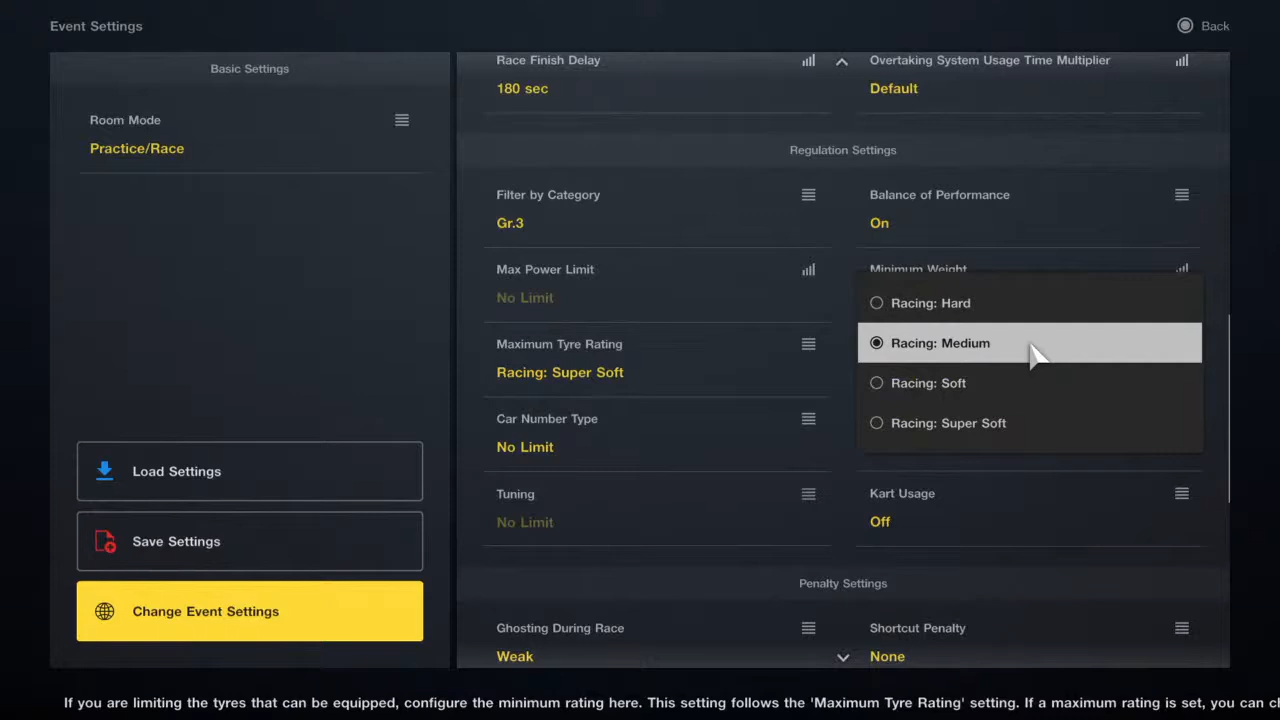 Event Settings
Back
Basic Settings
Room Mode
Practice/Race
Load Settings
Save Settings
Change Event Settings
Race Finish Delay
180 sec
Overtaking System Usage Time Multiplier
Default
Regulation Settings
Filter by Category
Gr.3
Balance of Performance
On
Max Power Limit
No Limit
Minimum Weight
Maximum Tyre Rating
Racing: Super Soft
Racing: Hard
Racing: Medium
Racing: Soft
Racing: Super Soft
Car Number Type
No Limit
Tuning
No Limit
Kart Usage
Off
Penalty Settings
Ghosting During Race
Weak
Shortcut Penalty
None
If you are limiting the tyres that can be equipped, configure the minimum rating here. This setting follows the 'Maximum Tyre Rating' setting. If a maximum rating is set, you can